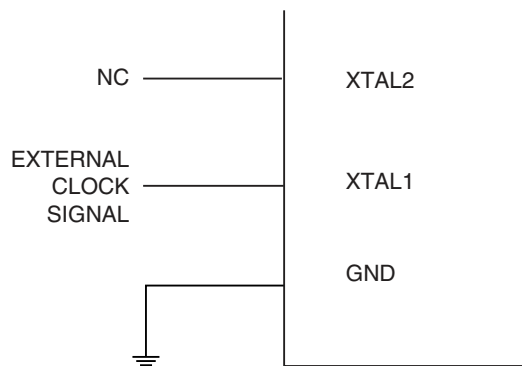 NC
XTAL2
EXTERNAL
CLOCK
SIGNAL
XTAL1
GND